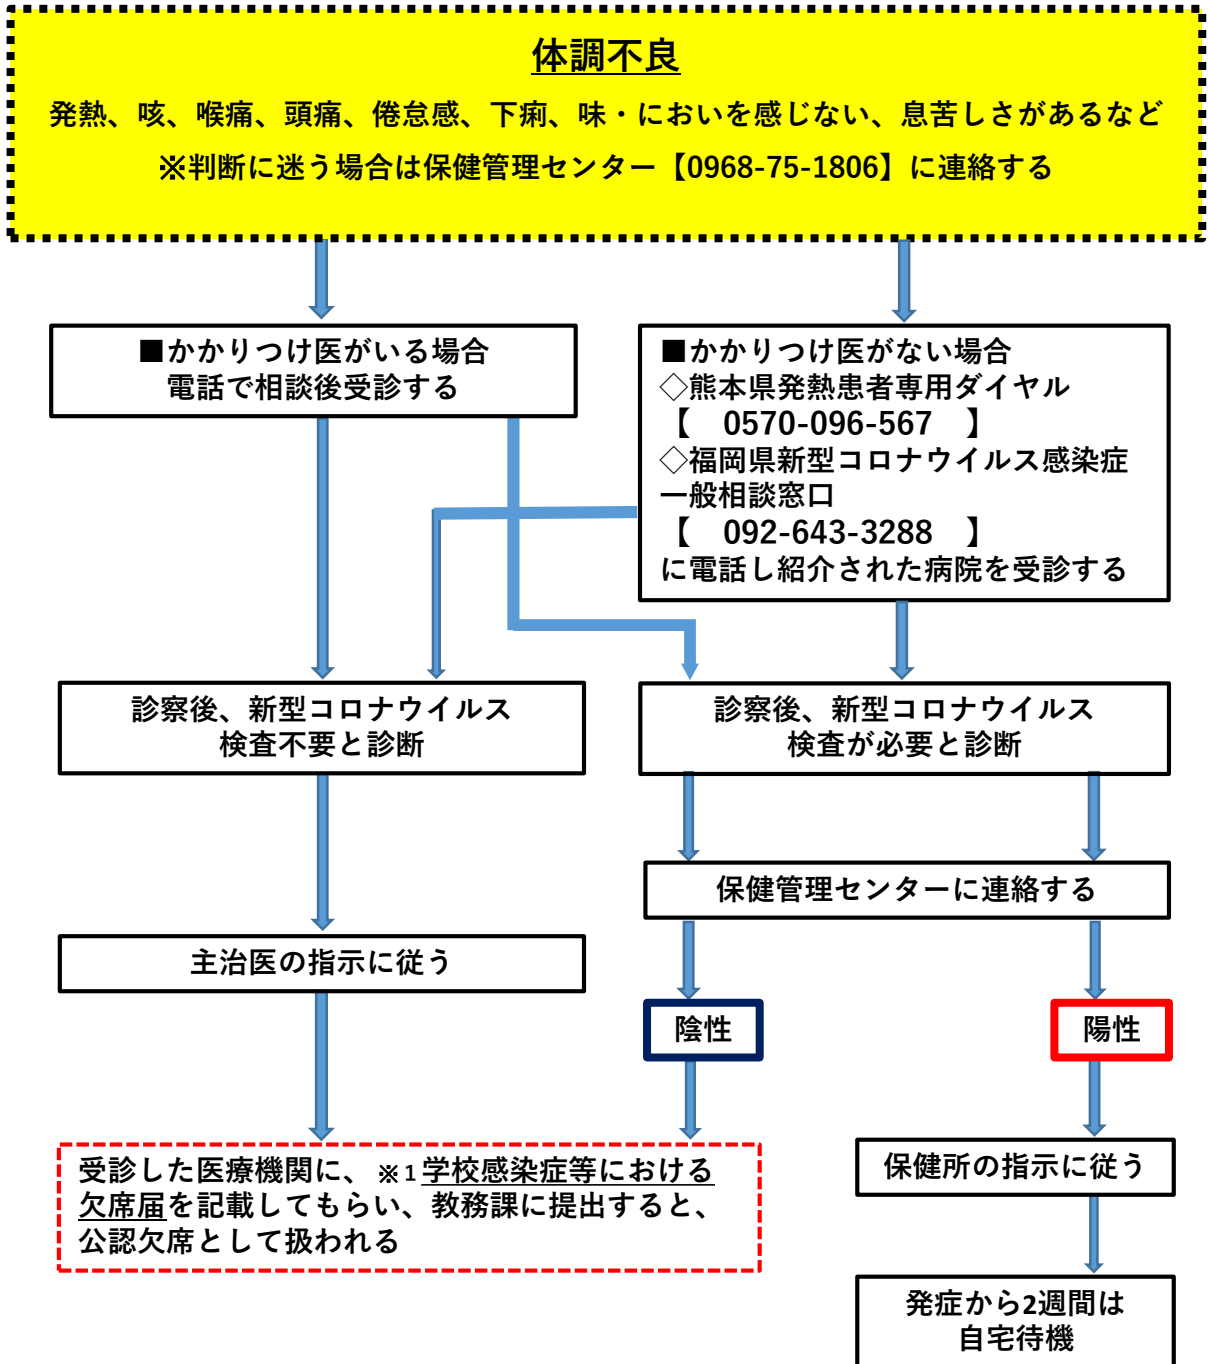 体調不良
発熱、咳、喉痛、頭痛、倦怠感、下痢、味・においを感じない、息苦しさがあるなど
※判断に迷う場合は保健管理センター【0968-75-1806】に連絡する
■かかりつけ医がいる場合
電話で相談後受診する
■かかりつけ医がない場合
◇熊本県発熱患者専用ダイヤル
【　0570-096-567　】
◇福岡県新型コロナウイルス感染症
一般相談窓口
【　092-643-3288　】
に電話し紹介された病院を受診する
診察後、新型コロナウイルス
検査不要と診断
診察後、新型コロナウイルス
検査が必要と診断
保健管理センターに連絡する
主治医の指示に従う
陰性
陽性
受診した医療機関に、※1学校感染症等における
欠席届を記載してもらい、教務課に提出すると、
公認欠席として扱われる
保健所の指示に従う
発症から2週間は
自宅待機